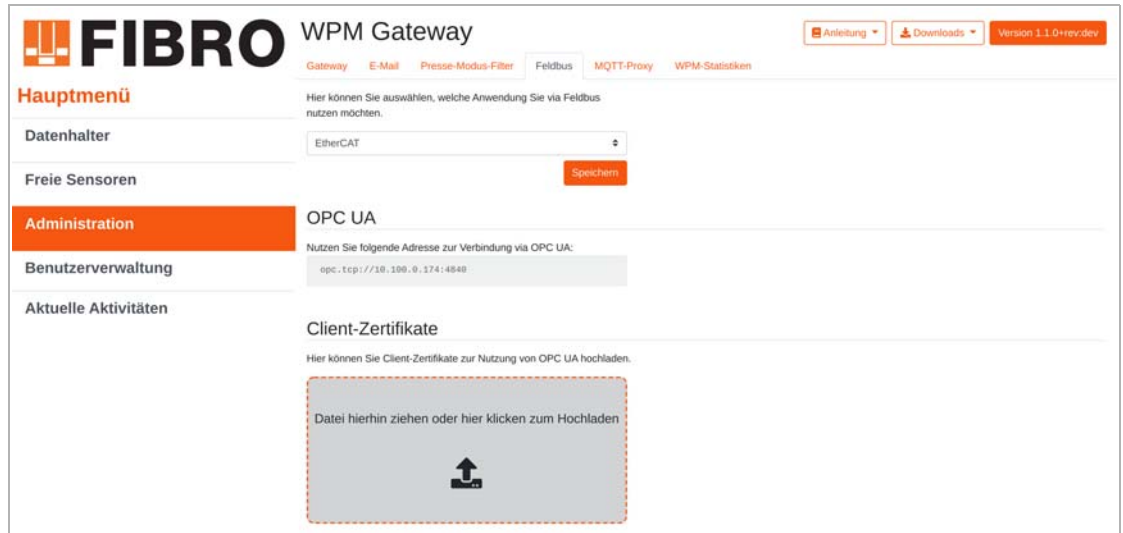 FIBRO
WPM Gateway
Anleitung
Downloads
Version 1.1.0+rev:dev
Gateway
E-Mail
Presse-Modus-Filter
Feldbus
MQTT-Proxy
WPM-Statistiken
Hauptmenü
Datenhalter
Freie Sensoren
Administration
Benutzerverwaltung
Aktuelle Aktivitäten
Hier können Sie auswählen, welche Anwendung Sie via Feldbus
nutzen möchten.
EtherCAT
Speichern
OPC UA
Nutzen Sie folgende Adresse zur Verbindung via OPC UA:
opc.tcp://10.100.0.174:4840
Client-Zertifikate
Hier können Sie Client-Zertifikate zur Nutzung von OPC UA hochladen.
Datei hierhin ziehen oder hier klicken zum Hochladen